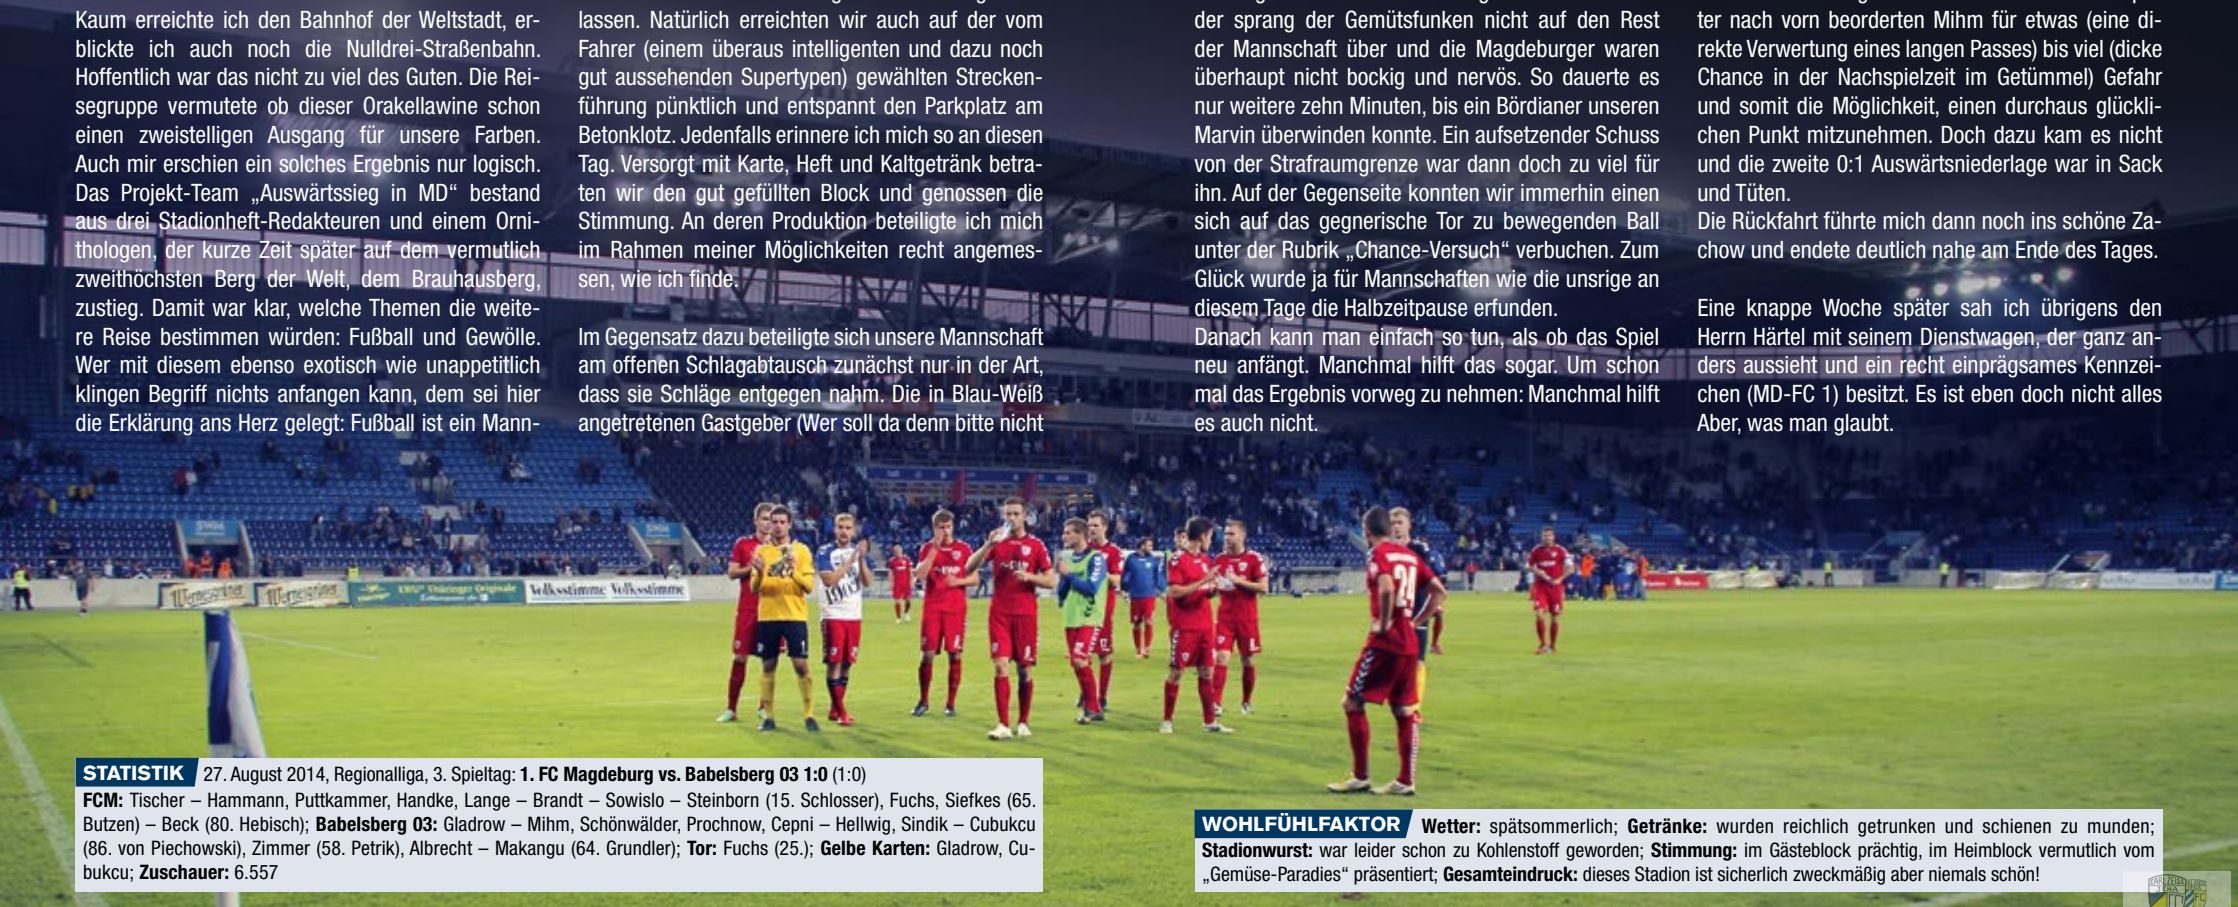 Kaum erreichte ich den Bahnhof der Weltstadt, er-
blickte ich auch noch die Nulldrei-Straßenbahn.
Hoffentlich war das nicht zu viel des Guten. Die Rei-
segruppe vermutete ob dieser Orakellawine schon
einen zweistelligen Ausgang für unsere Farben.
Auch mir erschien ein solches Ergebnis nur logisch.
Das Projekt-Team „Auswärtssieg in MD“ bestand
aus drei Stadionheft-Redakteuren und einem Orni-
thologen, der kurze Zeit später auf dem vermutlich
zweithöchsten Berg der Welt, dem Brauhausberg,
zustieg. Damit war klar, welche Themen die weite-
re Reise bestimmen würden: Fußball und Gewölle.
Wer mit diesem ebenso exotisch wie unappetitlich
klingen Begriff nichts anfangen kann, dem sei hier
die Erklärung ans Herz gelegt: Fußball ist ein Mann-
lassen. Natürlich erreichten wir auch auf der vom
Fahrer (einem überaus intelligenten und dazu noch
gut aussehenden Supertypen) gewählten Strecken-
führung pünktlich und entspannt den Parkplatz am
Betonklotz. Jedenfalls erinnere ich mich so an diesen
Tag. Versorgt mit Karte, Heft und Kaltgetränk betra-
ten wir den gut gefüllten Block und genossen die
Stimmung. An deren Produktion beteiligte ich mich
im Rahmen meiner Möglichkeiten recht angemes-
sen, wie ich finde.
Im Gegensatz dazu beteiligte sich unsere Mannschaft
am offenen Schlagabtausch zunächst nur in der Art,
dass sie Schläge entgegen nahm. Die in Blau-Weiß
angetretenen Gastgeber (Wer soll da denn bitte nicht
der sprang der Gemütsfunken nicht auf den Rest
der Mannschaft über und die Magdeburger waren
überhaupt nicht bockig und nervös. So dauerte es
nur weitere zehn Minuten, bis ein Bördianer unseren
Marvin überwinden konnte. Ein aufsetzender Schuss
von der Strafraumgrenze war dann doch zu viel für
ihn. Auf der Gegenseite konnten wir immerhin einen
sich auf das gegnerische Tor zu bewegenden Ball
unter der Rubrik „Chance-Versuch“ verbuchen. Zum
Glück wurde ja für Mannschaften wie die unsrige an
diesem Tage die Halbzeitpause erfunden.
Danach kann man einfach so tun, als ob das Spiel
neu anfängt. Manchmal hilft das sogar. Um schon
mal das Ergebnis vorweg zu nehmen: Manchmal hilft
es auch nicht.
ter nach vorn beorderten Mihm für etwas (eine di-
rekte Verwertung eines langen Passes) bis viel (dicke
Chance in der Nachspielzeit im Getümmel) Gefahr
und somit die Möglichkeit, einen durchaus glückli-
chen Punkt mitzunehmen. Doch dazu kam es nicht
und die zweite 0:1 Auswärtsniederlage war in Sack
und Tüten.
Die Rückfahrt führte mich dann noch ins schöne Za-
chow und endete deutlich nahe am Ende des Tages.
Eine knappe Woche später sah ich übrigens den
Herrn Härtel mit seinem Dienstwagen, der ganz an-
ders aussieht und ein recht einprägsames Kennzei-
chen (MD-FC 1) besitzt. Es ist eben doch nicht alles
Aber, was man glaubt.
SWM
SWM
Wernesgrüner Wernesgrüner
Volksstimme Volksstimme
24
STATISTIK 27. August 2014, Regionalliga, 3. Spieltag: 1. FC Magdeburg vs. Babelsberg 03 1:0 (1:0)
FCM: Tischer – Hammann, Puttkammer, Handke, Lange – Brandt – Sowislo – Steinborn (15. Schlosser), Fuchs, Siefkes (65.
Butzen) – Beck (80. Hebisch); Babelsberg 03: Gladrow – Mihm, Schönwälder, Prochnow, Cepni – Hellwig, Sindik – Cubukcu
(86. von Piechowski), Zimmer (58. Petrik), Albrecht – Makangu (64. Grundler); Tor: Fuchs (25.); Gelbe Karten: Gladrow, Cu-
bukcu; Zuschauer: 6.557
WOHLFÜHLFAKTOR Wetter: spätsommerlich; Getränke: wurden reichlich getrunken und schienen zu munden;
Stadionwurst: war leider schon zu Kohlenstoff geworden; Stimmung: im Gästeblock prächtig, im Heimblock vermutlich vom
„Gemüse-Paradies“ präsentiert; Gesamteindruck: dieses Stadion ist sicherlich zweckmäßig aber niemals schön!